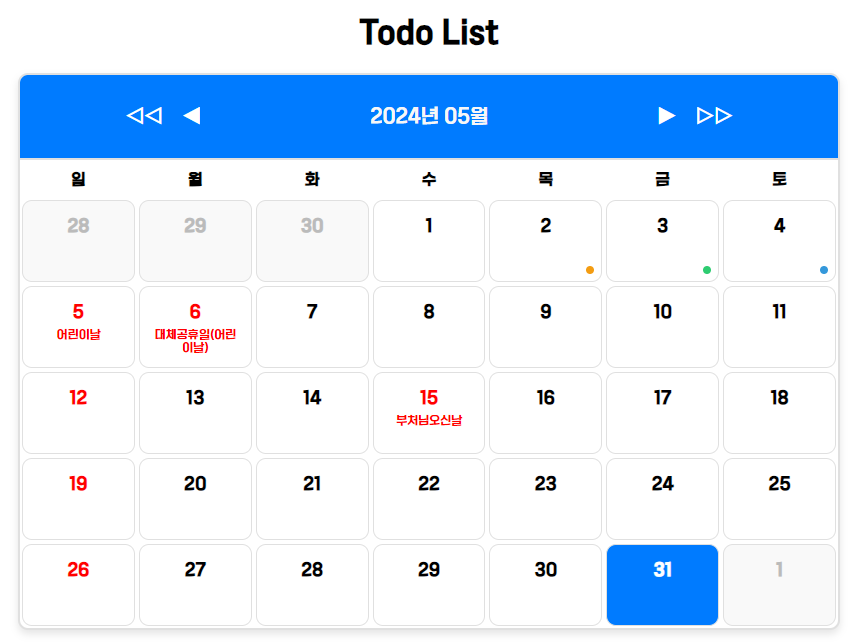 Todo List
◁◁ ◀ 2024년 05월 ▶ ▷▷
일 월 화 수 목 금 토
28 29 30 1 2 3 4
5 6 7 8 9 10 11
어린이날 대체공휴일(어린
이날)
12 13 14 15 16 17 18
부처님오신날
19 20 21 22 23 24 25
26 27 28 29 30 31 1